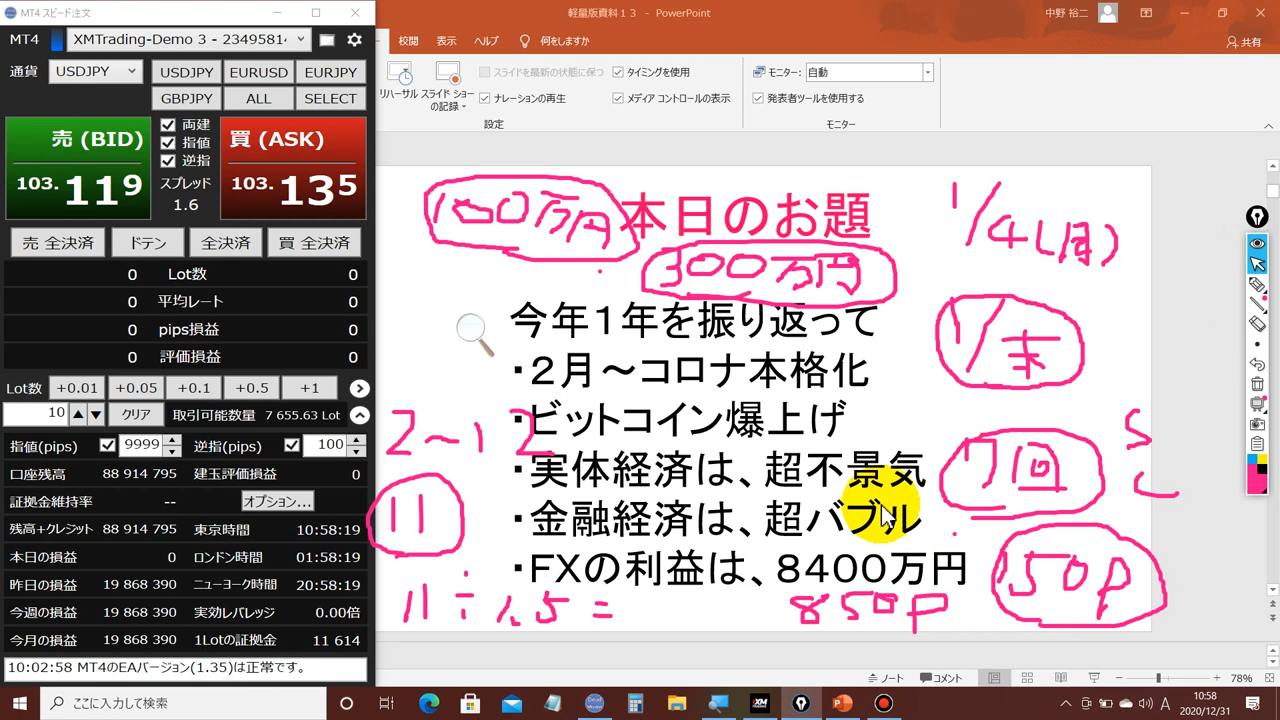 MT4 スピード注文
MT4 XMTrading-Demo 3 - 23495814
通貨 USDJPY USDJPY EURUSD EURJPY
GBPJPY ALL SELECT
売 (BID) 両建 買 (ASK)
指値
逆指
103.119 スプレッド 103.135
1.6
売 全決済 ドテン 全決済 買 全決済
0 Lot数 0
0 平均レート 0
0 pips損益 0
0 評価損益 0
Lot数 +0.01 +0.05 +0.1 +0.5 +1
10 クリア 取引可能数量 7 655.63 Lot
指値(pips) 9999 逆指(pips) 100
口座残高 88 914 795 建玉評価損益 0
証拠金維持率 -- オプション...
残高+クレジット 88 914 795 東京時間 10:58:19
本日の損益 0 ロンドン時間 01:58:19
昨日の損益 0 ニューヨーク時間 20:58:19
今週の損益 19 868 390 実効レバレッジ 0.00倍
今月の損益 19 868 390 1Lotの証拠金 11 614
10:02:58 MT4のEAバージョン(1.35)は正常です。
軽量版資料１３ - PowerPoint 中野 裕二
校閲 表示 ヘルプ 何をしますか 共有
リハーサル スライド ショーの記録 スライドを最新の状態に保つ タイミングを使用 モニター: 自動
ナレーションの再生 メディア コントロールの表示 発表者ツールを使用する
設定 モニター
100万円 本日のお題 1/4(月)
300万円
今年１年を振り返って 1/末
・２月～コロナ本格化
2~12 ・ビットコイン爆上げ
・実体経済は、超不景気 7回
11 ・金融経済は、超バブル
・FXの利益は、８４００万円 150p
11÷1.5= 850p
ノート コメント 78%
ここに入力して検索 A 10:58
2020/12/31